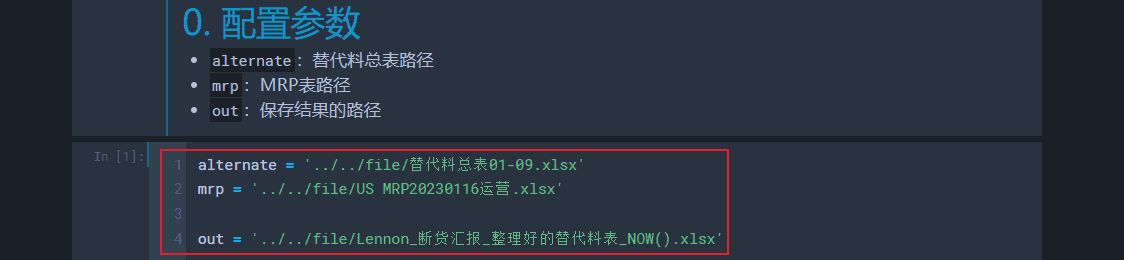 0. 配置参数
alternate: 替代料总表路径
mrp: MRP表路径
out: 保存结果的路径
In [1]:
1 alternate = '../../file/替代料总表01-09.xlsx'
2 mrp = '../../file/US MRP20230116运营.xlsx'
3
4 out = '../../file/Lennon_断货汇报_整理好的替代料表_NOW().xlsx'